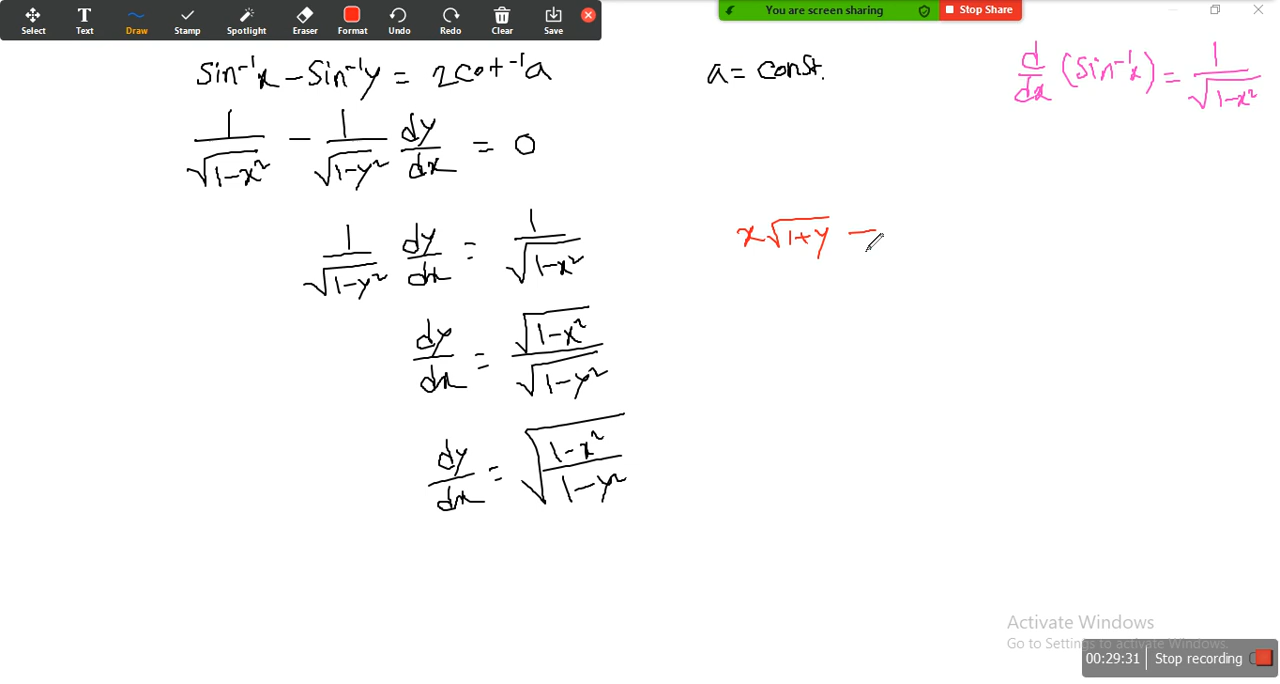 Select Text Draw Stamp Spotlight Eraser Format Undo Redo Clear Save
You are screen sharing Stop Share
Sin⁻¹x − Sin⁻¹y = 2cot⁻¹a
a = const.
d/dx (Sin⁻¹x) = 1/√(1−x²)
1/√(1−x²) − 1/√(1−y²) dy/dx = 0
1/√(1−y²) dy/dx = 1/√(1−x²)
x√(1+y) −
dy/dx = √(1−x²)/√(1−y²)
dy/dx = √((1−x²)/(1−y²))
Activate Windows
Go to Settings to activate Windows.
00:29:31 Stop recording